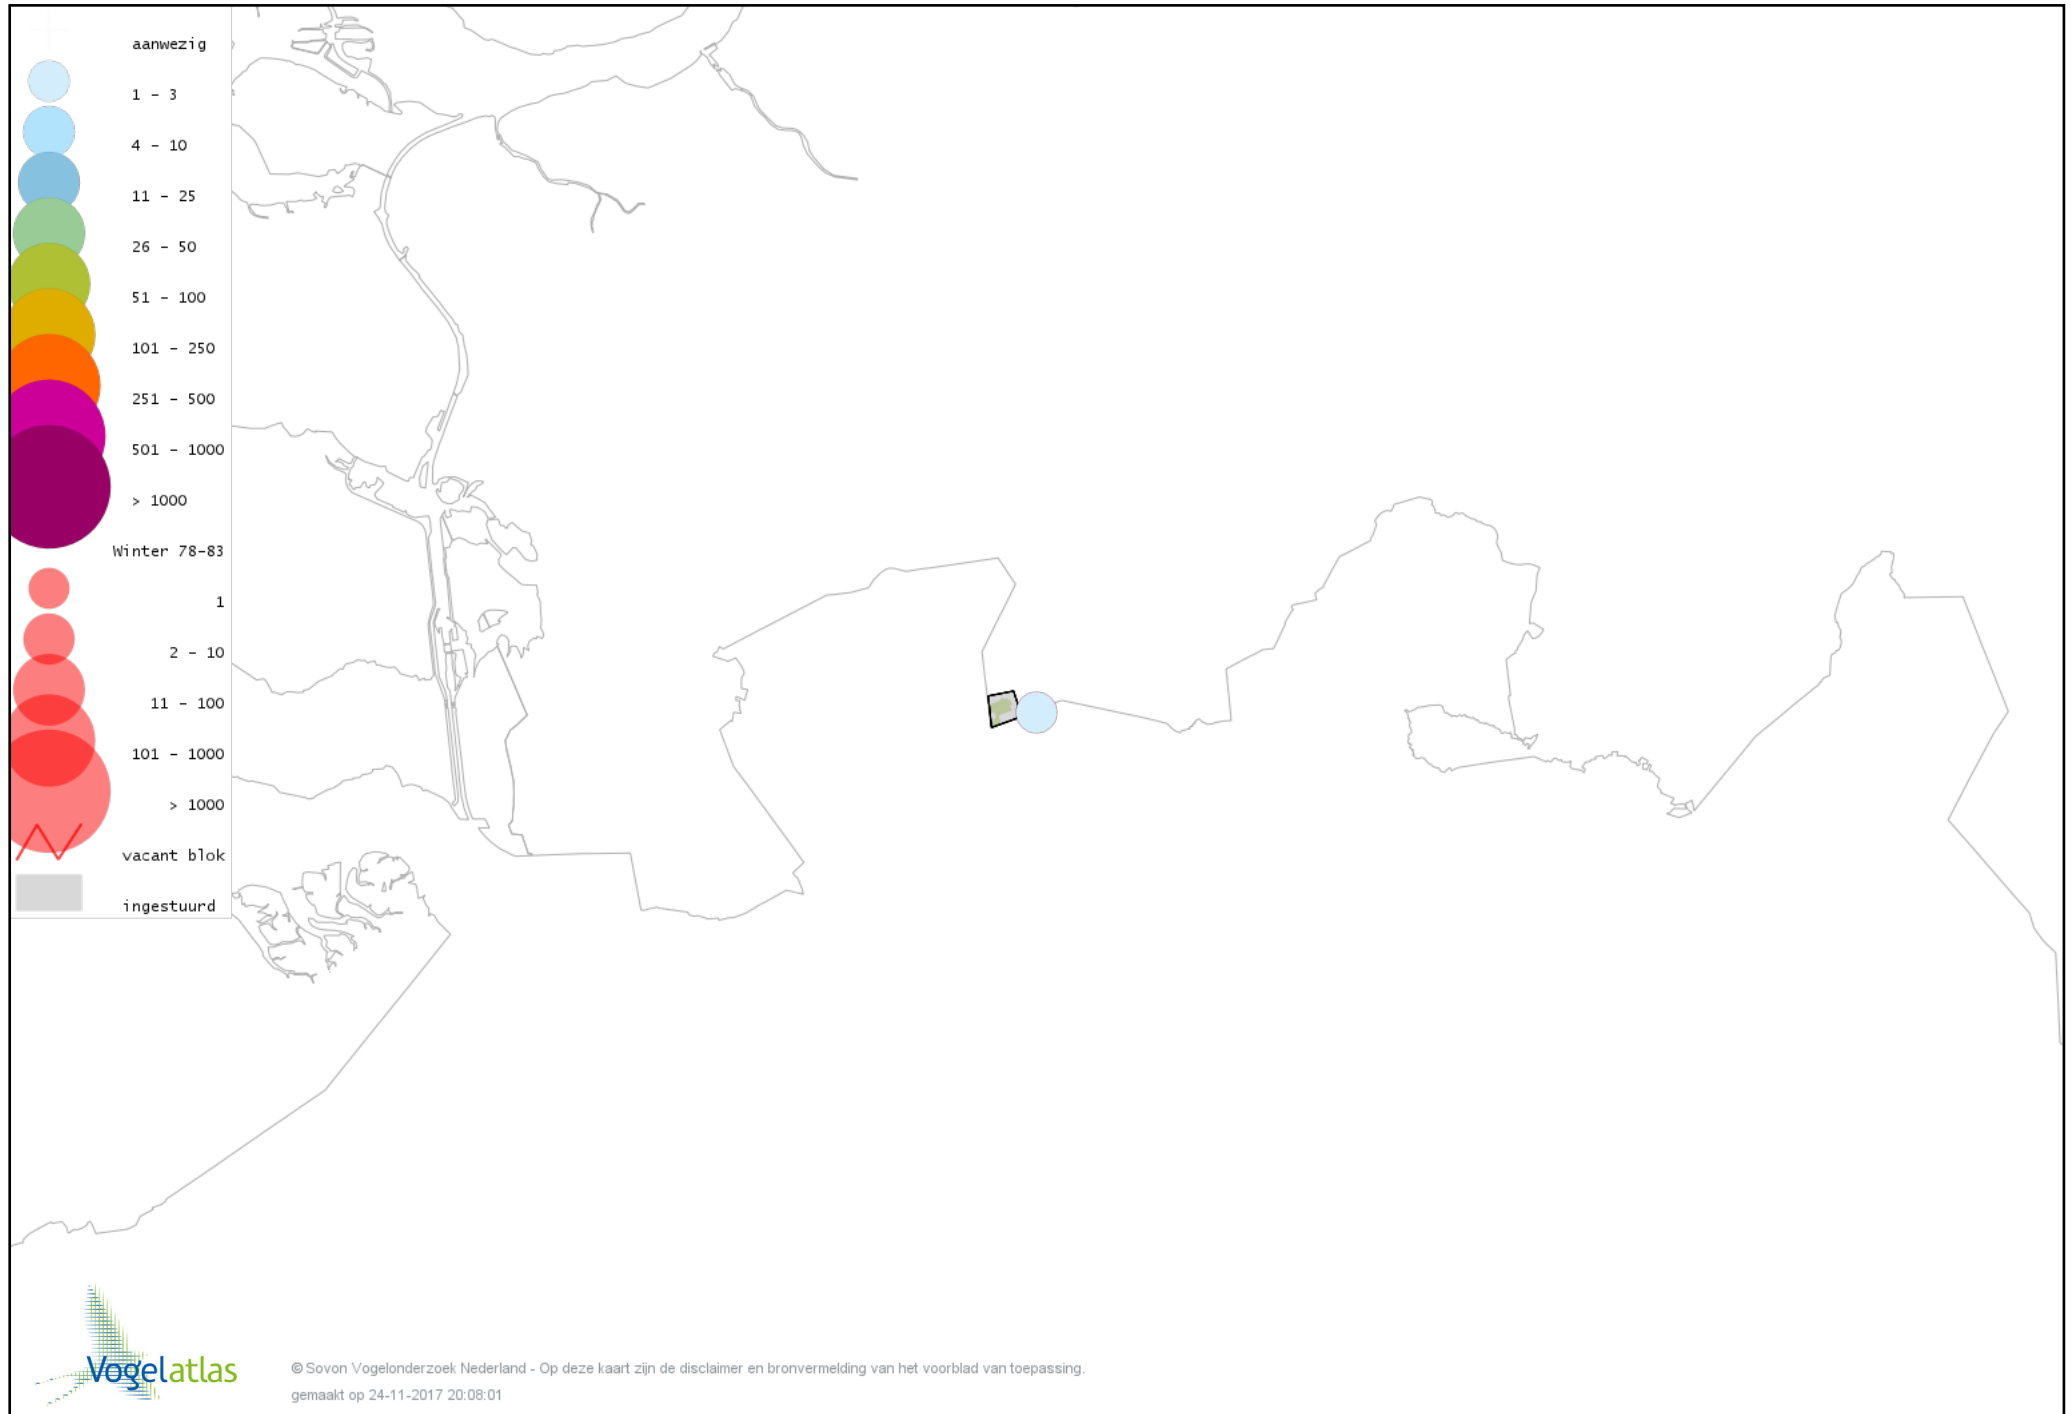 aanwezig
1 - 3
4 - 10
11 - 25
26 - 50
51 - 100
101 - 250
251 - 500
501 - 1000
> 1000
Winter 78-83
1
2 - 10
11 - 100
101 - 1000
> 1000
vacant blok
ingestuurd
Vogelatlas
© Sovon Vogelonderzoek Nederland - Op deze kaart zijn de disclaimer en bronvermelding van het voorblad van toepassing.
gemaakt op 24-11-2017 20:08:01